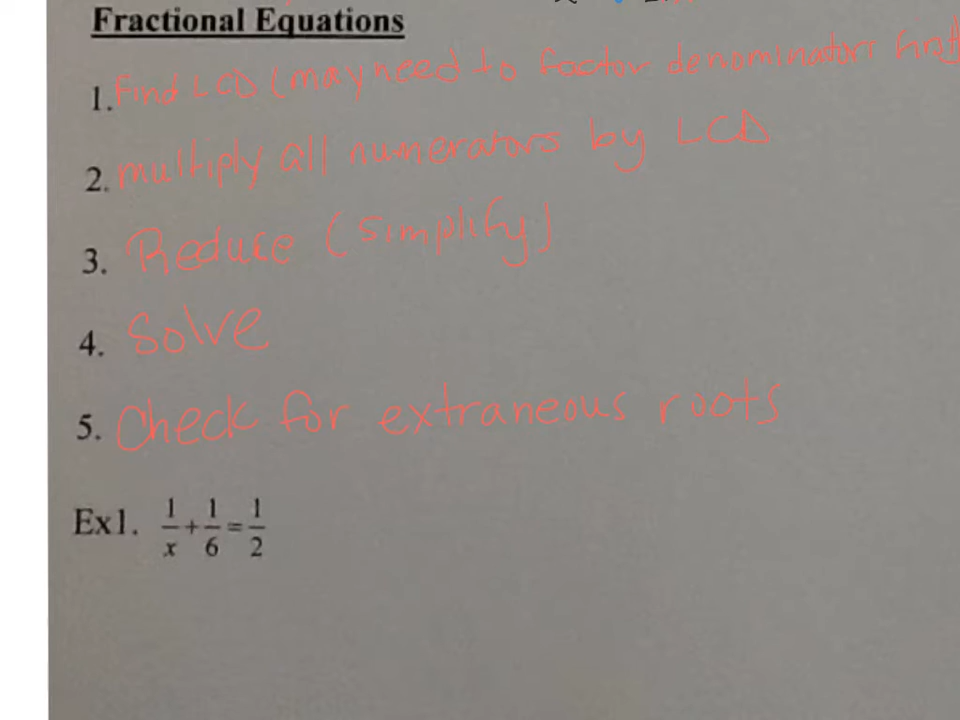 Fractional Equations
1. Find LCD (may need to factor denominators first
2. multiply all numerators by LCD
3. Reduce (simplify)
4. Solve
5. Check for extraneous roots
Ex1. 1/x + 1/6 = 1/2